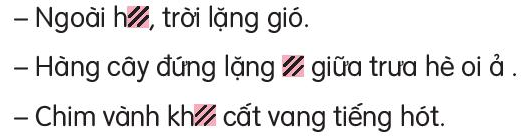 – Ngoài h, trời lặng gió.
– Hàng cây đứng lặng giữa trưa hè oi ả .
– Chim vành kh cất vang tiếng hót.